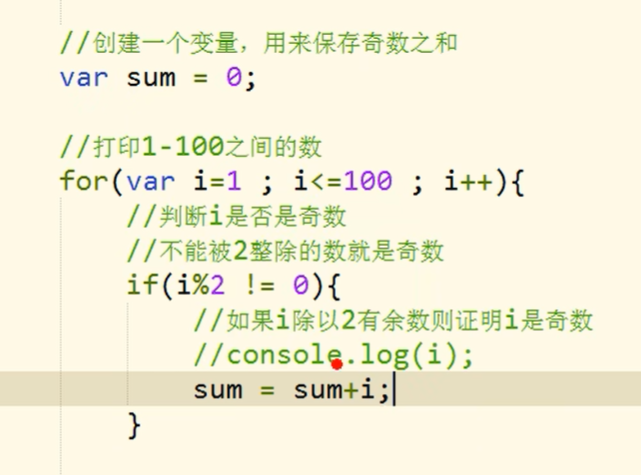 //创建一个变量，用来保存奇数之和
var sum = 0;
//打印1-100之间的数
for(var i=1 ; i<=100 ; i++){
//判断i是否是奇数
//不能被2整除的数就是奇数
if(i%2 != 0){
//如果i除以2有余数则证明i是奇数
//console.log(i);
sum = sum+i;
}